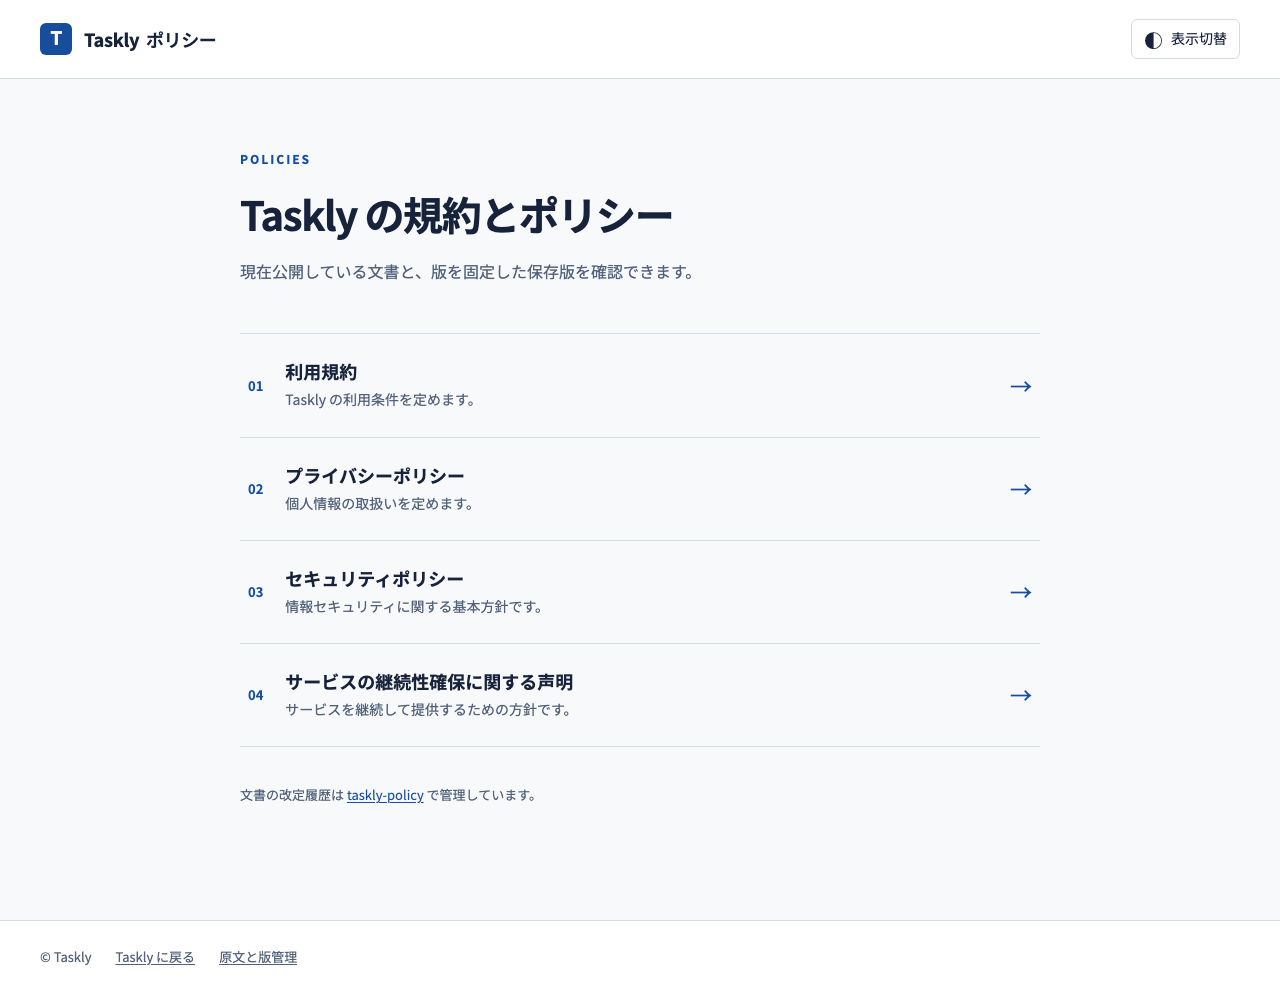 T Taskly ポリシー
表示切替
POLICIES
Taskly の規約とポリシー
現在公開している文書と、版を固定した保存版を確認できます。
01
利用規約
Taskly の利用条件を定めます。
→
02
プライバシーポリシー
個人情報の取扱いを定めます。
→
03
セキュリティポリシー
情報セキュリティに関する基本方針です。
→
04
サービスの継続性確保に関する声明
サービスを継続して提供するための方針です。
→
文書の改定履歴は taskly-policy で管理しています。
© Taskly Taskly に戻る 原文と版管理